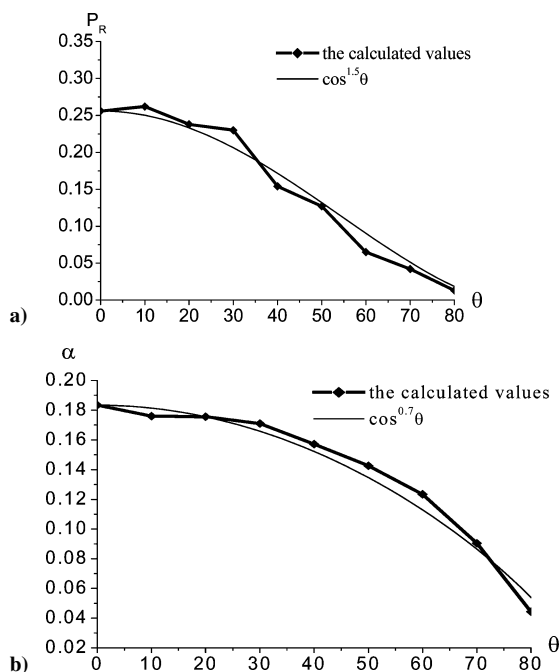 P_R
0.35
the calculated values
0.30
cos^1.5θ
0.25
0.20
0.15
0.10
0.05
0.00
0 10 20 30 40 50 60 70 80 θ
a)
α
0.20
the calculated values
0.18
cos^0.7θ
0.16
0.14
0.12
0.10
0.08
0.06
0.04
0.02
0 10 20 30 40 50 60 70 80 θ
b)